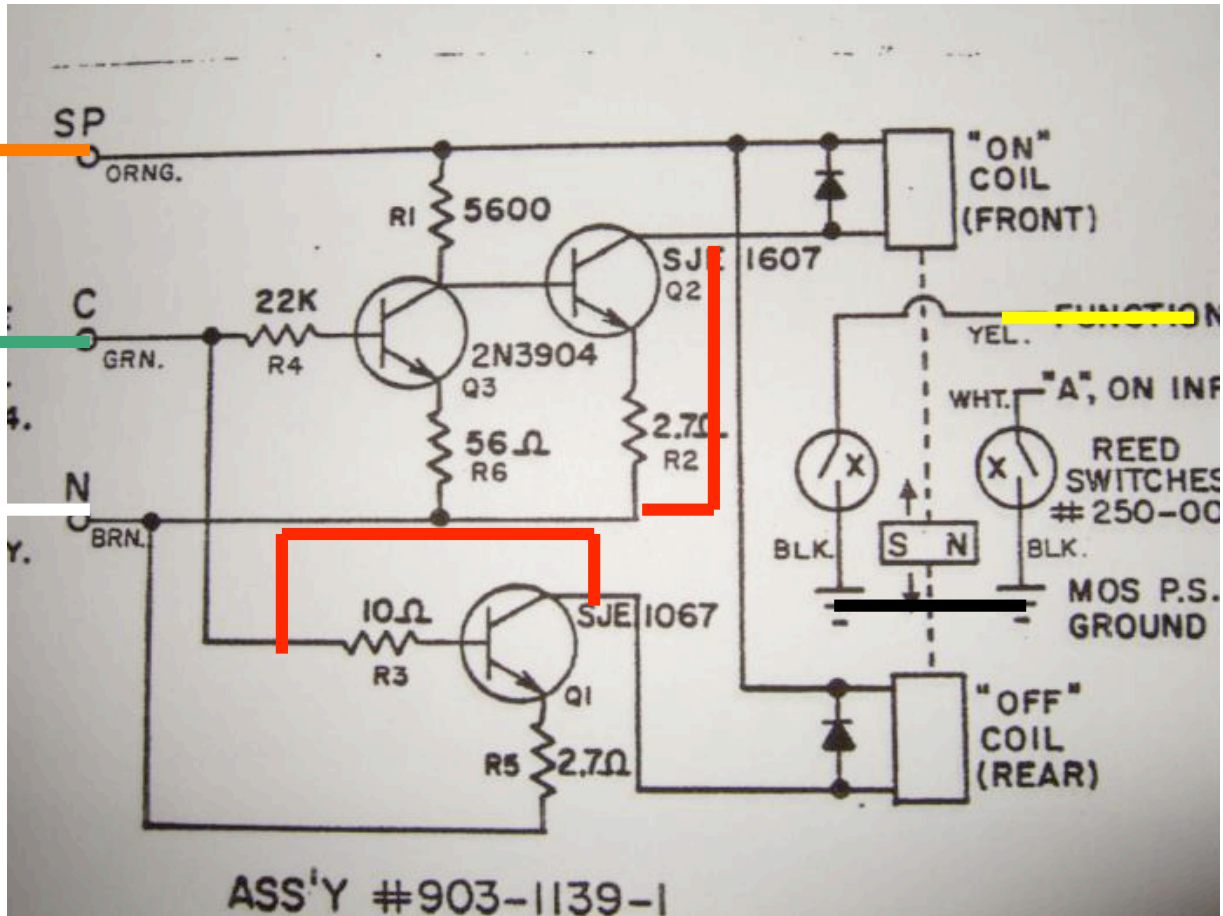 SP
ORNG.
"ON"
COIL
(FRONT)
R1 5600
SJE 1607
Q2
C
GRN.
22K
R4
2N3904
Q3
YEL. FUNCTION
WHT. "A", ON INF
56Ω
R6
2.7Ω
R2
X X
REED
SWITCHES
#250-00
4.
N
BRN.
Y.
BLK. S N BLK.
MOS P.S.
GROUND
10Ω
R3
SJE 1067
Q1
R5 2.7Ω
"OFF"
COIL
(REAR)
ASS'Y #903-1139-1